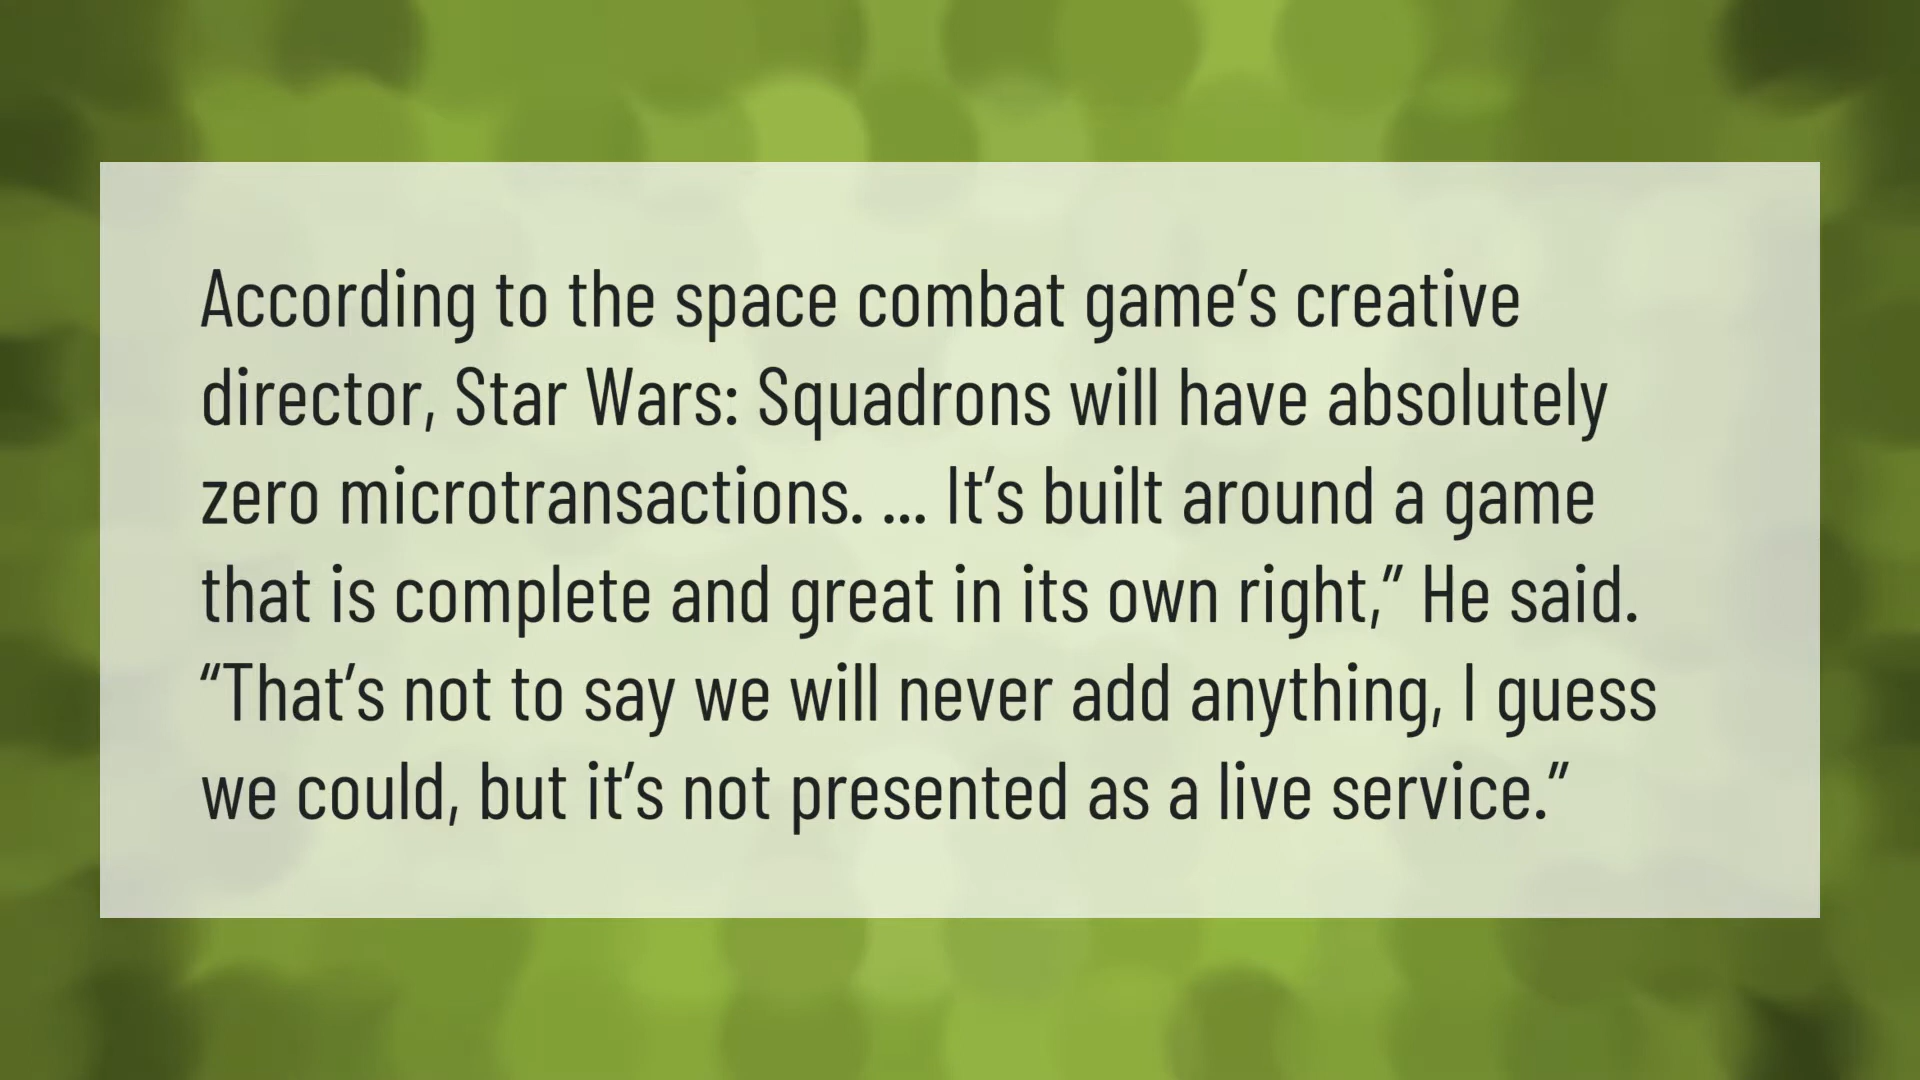 According to the space combat game’s creative
director, Star Wars: Squadrons will have absolutely
zero microtransactions. ... It’s built around a game
that is complete and great in its own right,” He said.
“That’s not to say we will never add anything, I guess
we could, but it’s not presented as a live service.”